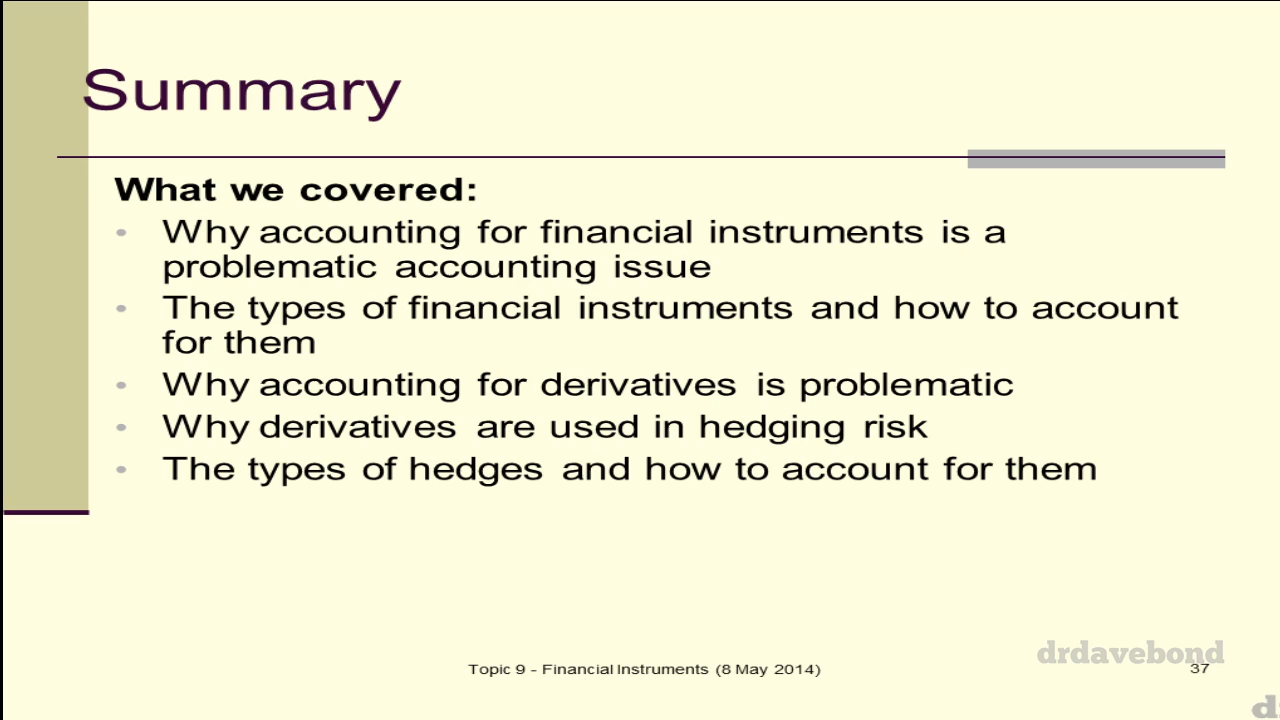 Summary
What we covered:
• Why accounting for financial instruments is a
problematic accounting issue
• The types of financial instruments and how to account
for them
• Why accounting for derivatives is problematic
• Why derivatives are used in hedging risk
• The types of hedges and how to account for them
drdavebond
Topic 9 - Financial Instruments (8 May 2014)
37